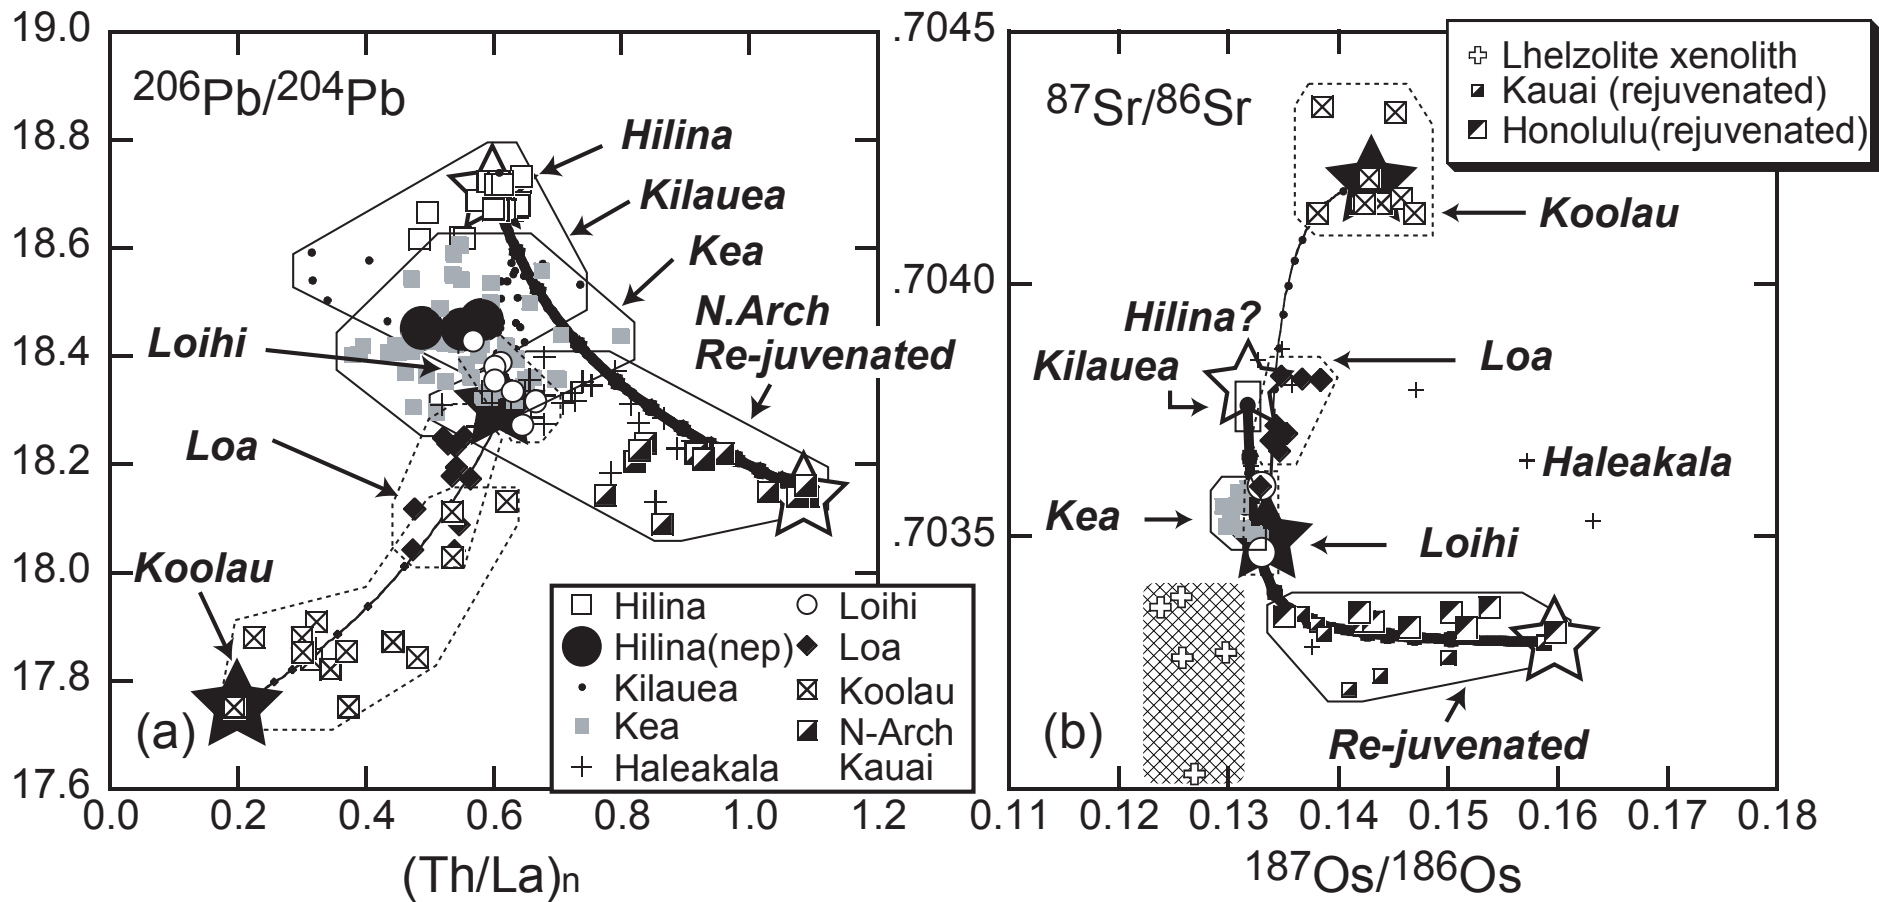 19.0
18.8
18.6
18.4
18.2
18.0
17.8
17.6
0.0 0.2 0.4 0.6 0.8 1.0 1.2
(Th/La)n
206Pb/204Pb
Hilina
Kilauea
Kea
N.Arch
Re-juvenated
Loihi
Loa
Koolau
(a)
Hilina
Hilina(nep)
Kilauea
Kea
Haleakala
Loihi
Loa
Koolau
N-Arch
Kauai
.7045
.7040
.7035
0.11 0.12 0.13 0.14 0.15 0.16 0.17 0.18
187Os/186Os
87Sr/86Sr
Lhelzolite xenolith
Kauai (rejuvenated)
Honolulu(rejuvenated)
Koolau
Hilina?
Kilauea
Loa
Haleakala
Kea
Loihi
Re-juvenated
(b)